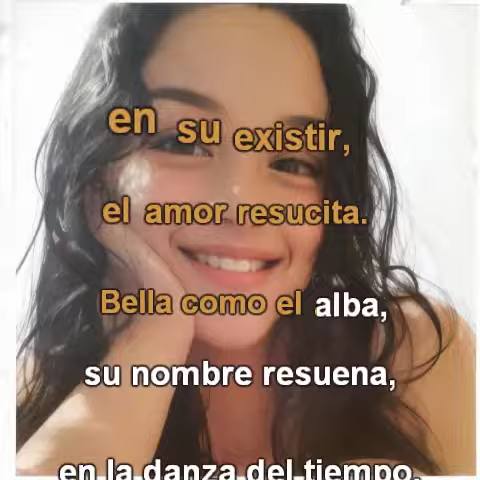 en su existir,
el amor resucita.
Bella como el alba,
su nombre resuena,
en la danza del tiempo,